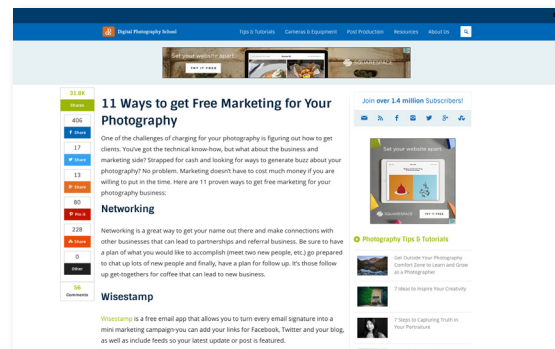 Digital Photography School
Tips & Tutorials
Cameras & Equipment
Post Production
Resources
About Us
Set your website apart.
TRY IT FREE
SQUARESPACE
31.8K
Shares
406
Share
17
Share
13
Share
80
Pin it
228
Share
0
Other
56
Comments
11 Ways to get Free Marketing for Your
Photography
One of the challenges of charging for your photography is figuring out how to get
clients. You've got the technical know-how, but what about the business and
marketing side? Strapped for cash and looking for ways to generate buzz about your
photography? No problem. Marketing doesn't have to cost much money if you are
willing to put in the time. Here are 11 proven ways to get free marketing for your
photography business:
Networking
Networking is a great way to get your name out there and make connections with
other businesses that can lead to partnerships and referral business. Be sure to have
a plan of what you would like to accomplish (meet two new people, etc.) go prepared
to chat up lots of new people and finally, have a plan for follow up. It's those follow
up get-togethers for coffee that can lead to new business.
Wisestamp
Wisestamp is a free email app that allows you to turn every email signature into a
mini marketing campaign-you can add your links for Facebook, Twitter and your blog,
as well as include feeds so your latest update or post is featured.
Join over 1.4 million Subscribers!
Set your website apart.
SQUARESPACE
TRY IT FREE
Photography Tips & Tutorials
Get Outside Your Photography
Comfort Zone to Learn and Grow
as a Photographer
7 Ideas to Inspire Your Creativity
7 Steps to Capturing Truth in
Your Portraiture